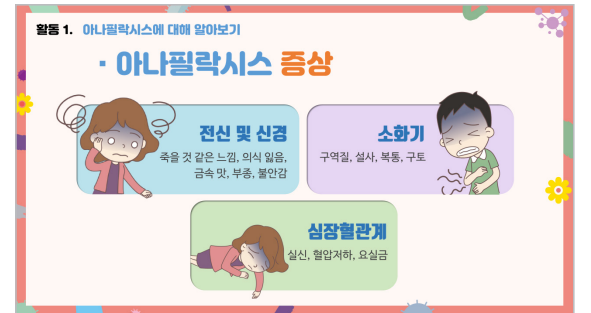 활동 1. 아나필락시스에 대해 알아보기
· 아나필락시스 증상
전신 및 신경
죽을 것 같은 느낌, 의식 잃음,
금속 맛, 부종, 불안감
소화기
구역질, 설사, 복통, 구토
심장혈관계
실신, 혈압저하, 요실금